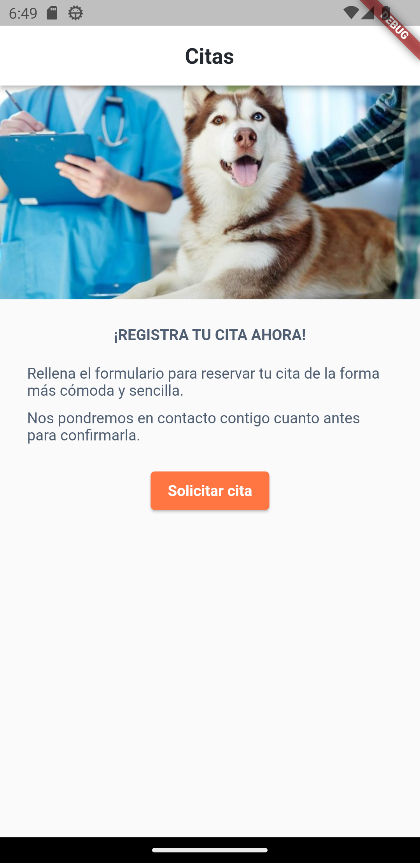 6:49
Citas
¡REGISTRA TU CITA AHORA!
Rellena el formulario para reservar tu cita de la forma
más cómoda y sencilla.
Nos pondremos en contacto contigo cuanto antes
para confirmarla.
Solicitar cita